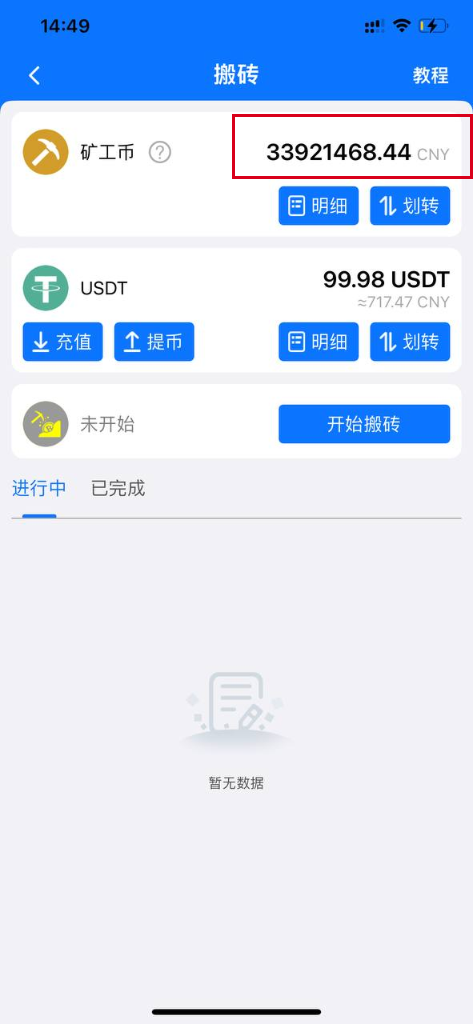 14:49
搬砖
教程
矿工币
33921468.44 CNY
明细
划转
USDT
99.98 USDT
≈717.47 CNY
充值
提币
明细
划转
未开始
开始搬砖
进行中
已完成
暂无数据